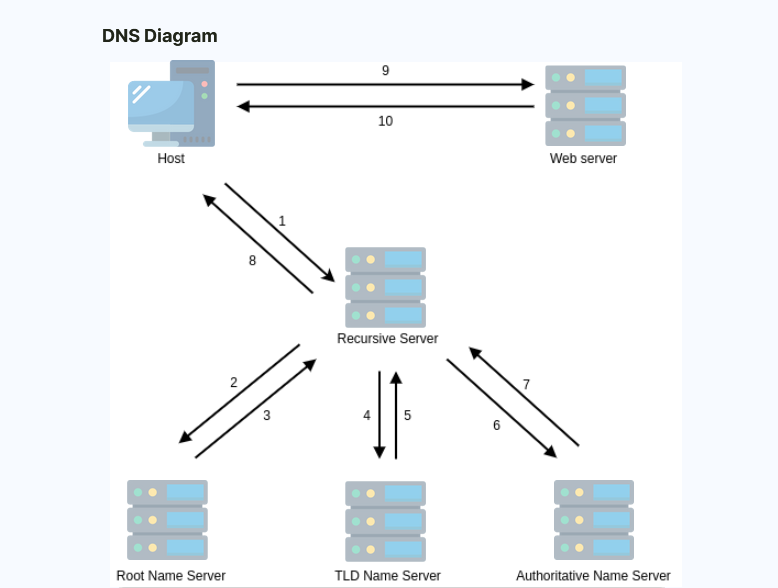 DNS Diagram
9
10
Host
Web server
1
8
Recursive Server
2
3
4
5
6
7
Root Name Server
TLD Name Server
Authoritative Name Server